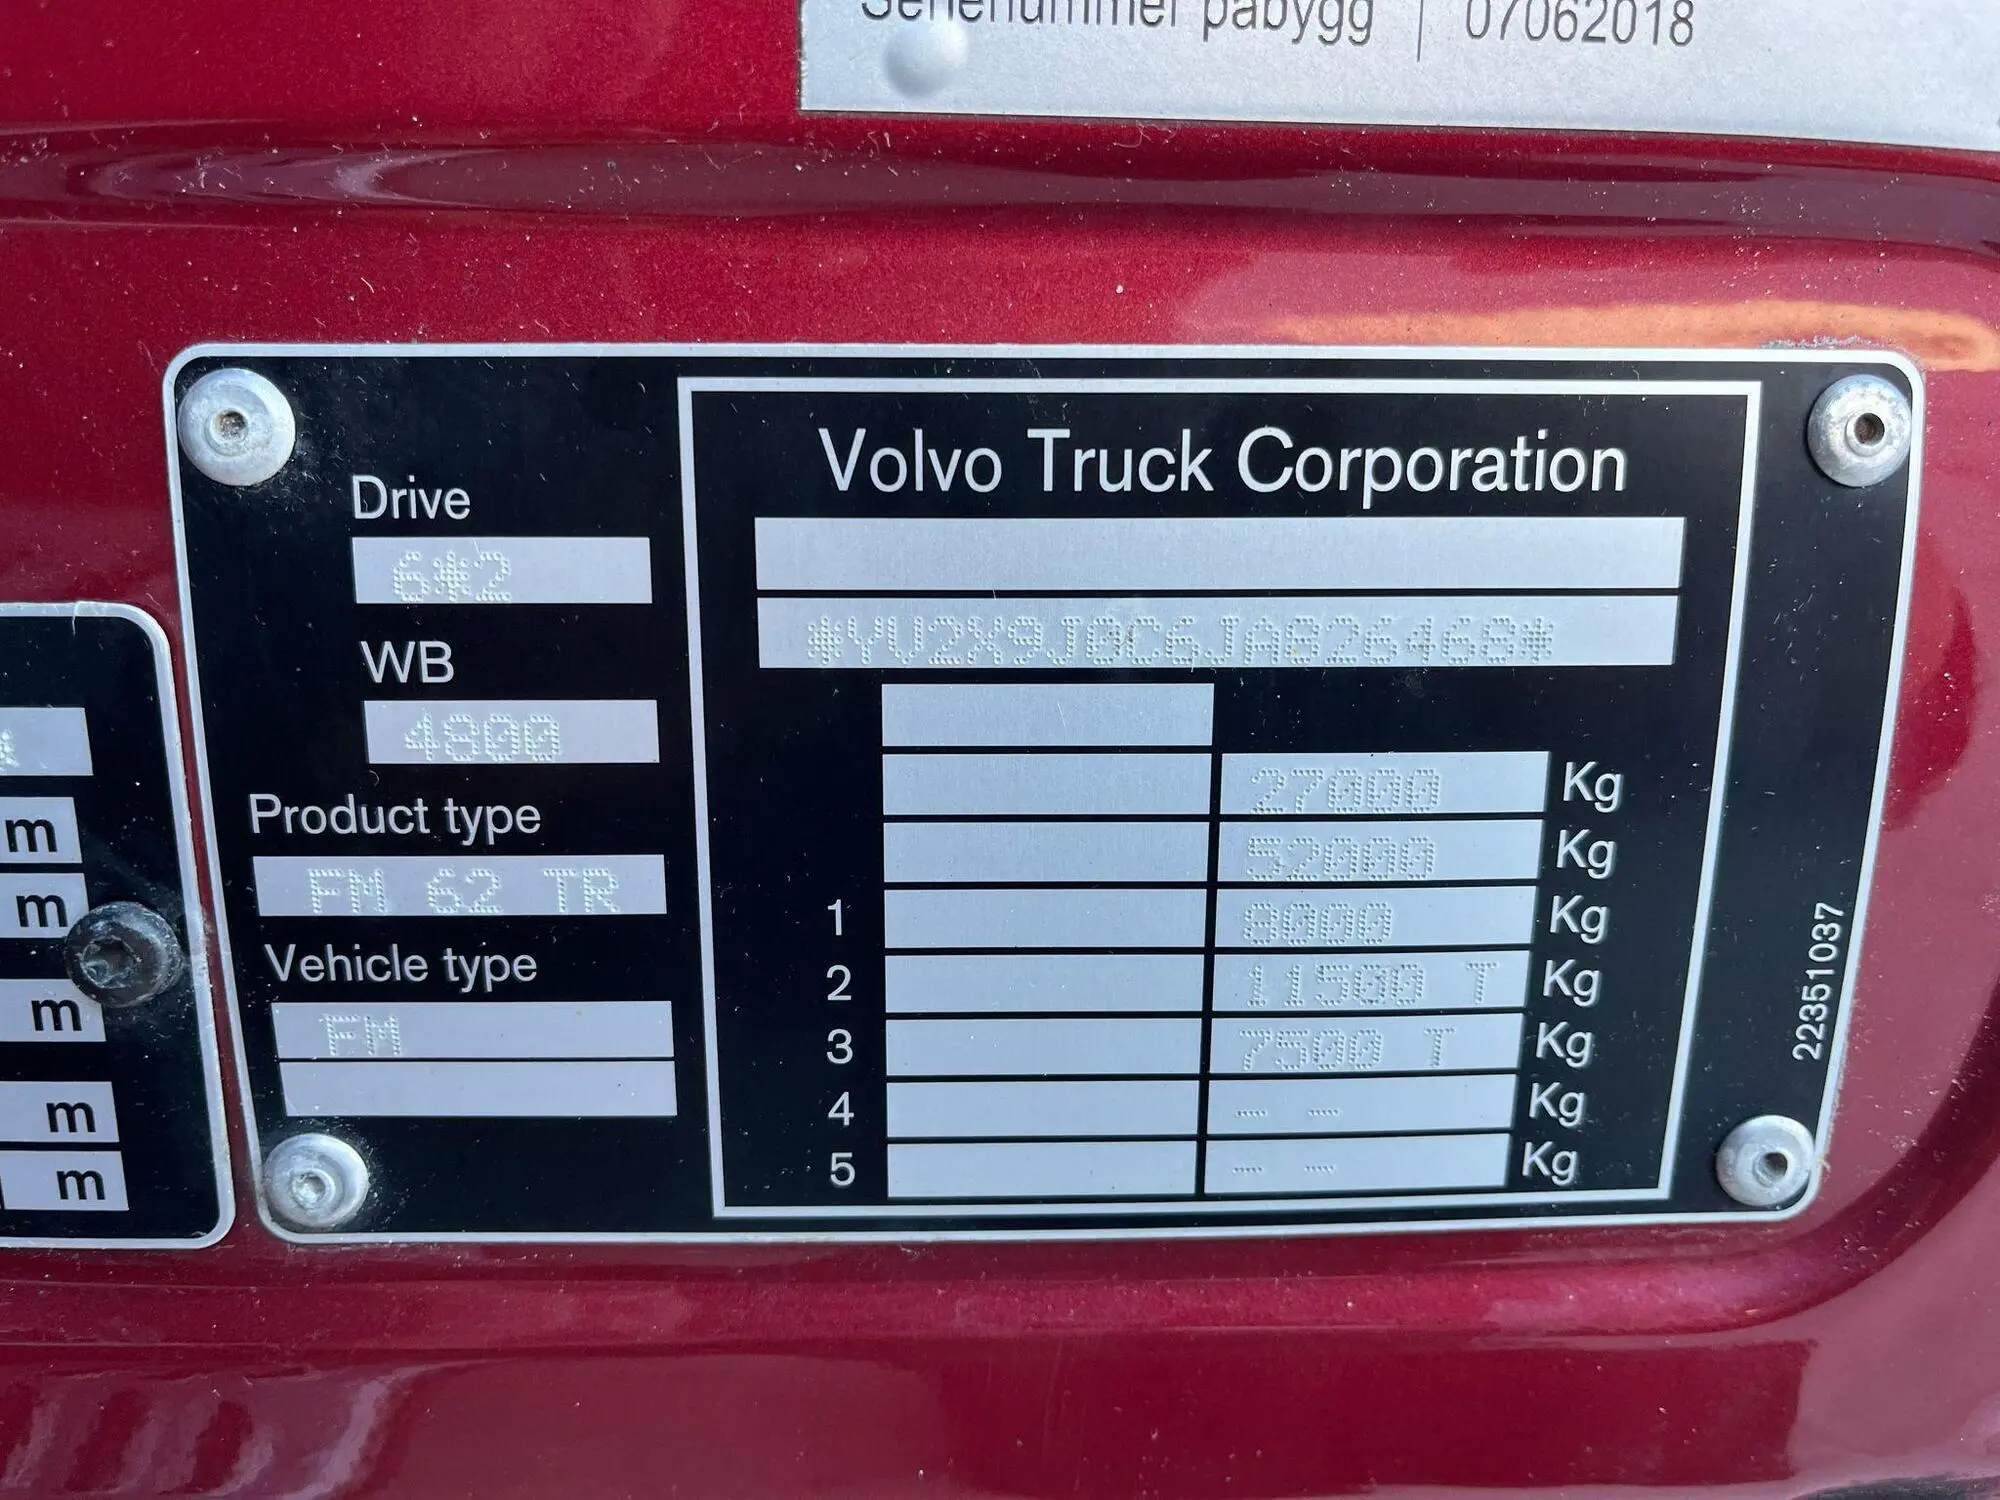 Serienummer påbygg | 07062018
Volvo Truck Corporation
Drive
6*2
*YV2X9J0C6JA826468*
WB
4800
27000 Kg
Product type
52000 Kg
FM 62 TR
1 8000 Kg
Vehicle type
2 11500 T Kg
FM
3 7500 T Kg
4 -- -- Kg
5 -- -- Kg
22351037
m
m
m
m
m